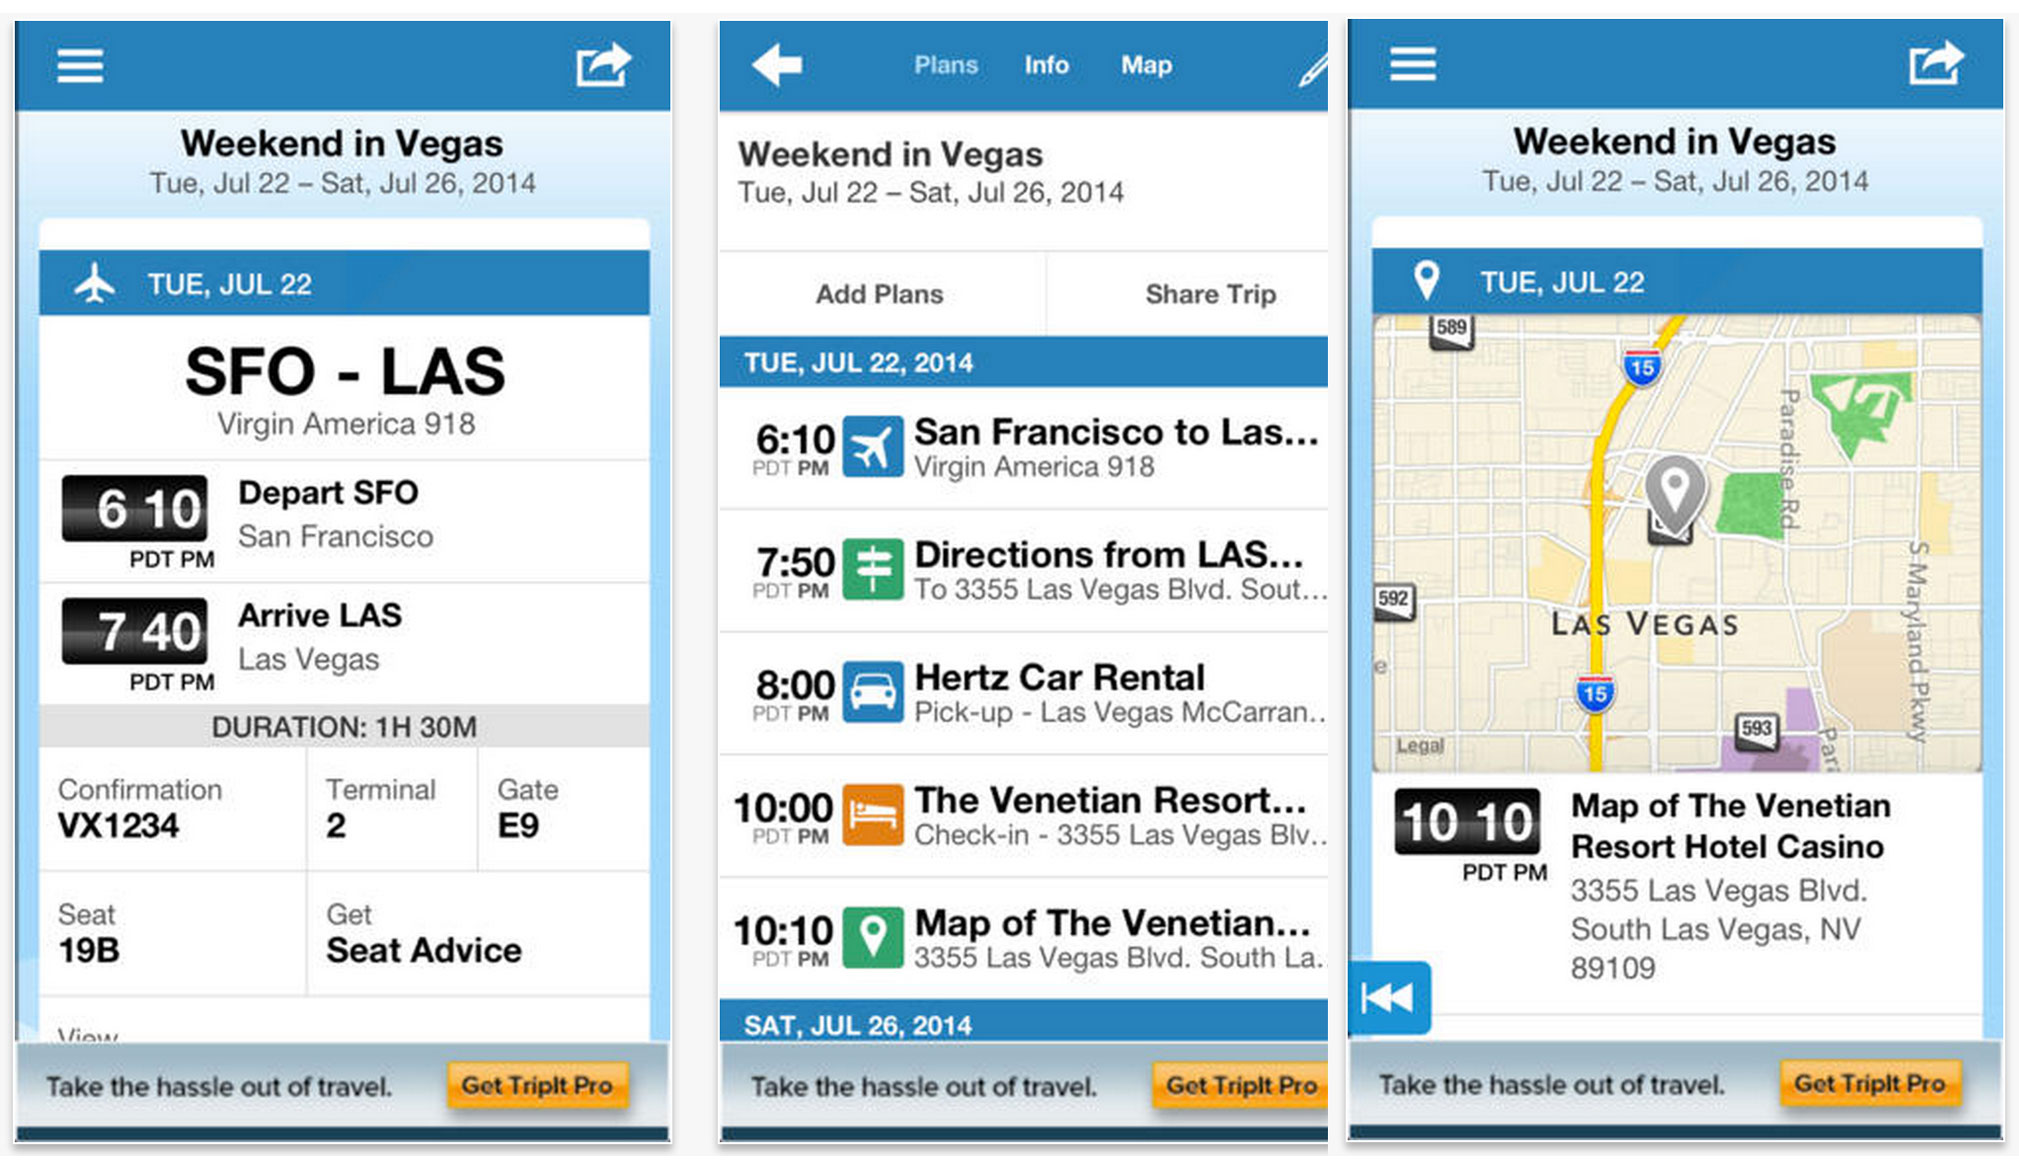 Weekend in Vegas
Tue, Jul 22 – Sat, Jul 26, 2014
TUE, JUL 22
SFO - LAS
Virgin America 918
6 10 Depart SFO
San Francisco
PDT PM
7 40 Arrive LAS
Las Vegas
PDT PM
DURATION: 1H 30M
Confirmation Terminal Gate
VX1234 2 E9
Seat Get
19B Seat Advice
View
Take the hassle out of travel. Get TripIt Pro
Plans Info Map
Weekend in Vegas
Tue, Jul 22 – Sat, Jul 26, 2014
Add Plans Share Trip
TUE, JUL 22, 2014
6:10 San Francisco to Las...
PDT PM Virgin America 918
7:50 Directions from LAS...
PDT PM To 3355 Las Vegas Blvd. Sout...
8:00 Hertz Car Rental
PDT PM Pick-up - Las Vegas McCarran..
10:00 The Venetian Resort...
PDT PM Check-in - 3355 Las Vegas Blv..
10:10 Map of The Venetian...
PDT PM 3355 Las Vegas Blvd. South La.
SAT, JUL 26, 2014
Take the hassle out of travel. Get TripIt Pro
Weekend in Vegas
Tue, Jul 22 – Sat, Jul 26, 2014
TUE, JUL 22
589
15
Paradise Rd
592
LAS VEGAS
S Maryland Pkwy
15
593
Legal
10 10 Map of The Venetian
Resort Hotel Casino
PDT PM
3355 Las Vegas Blvd.
South Las Vegas, NV
89109
Take the hassle out of travel. Get TripIt Pro